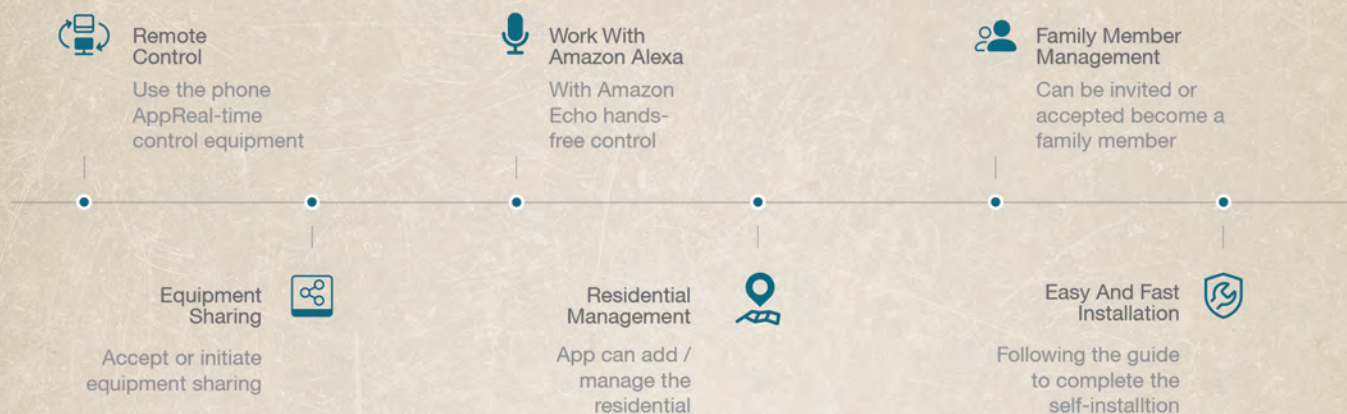 Remote
Control
Use the phone
AppReal-time
control equipment
Work With
Amazon Alexa
With Amazon
Echo hands-
free control
Family Member
Management
Can be invited or
accepted become a
family member
Equipment
Sharing
Accept or initiate
equipment sharing
Residential
Management
App can add /
manage the
residential
Easy And Fast
Installation
Following the guide
to complete the
self-installtion